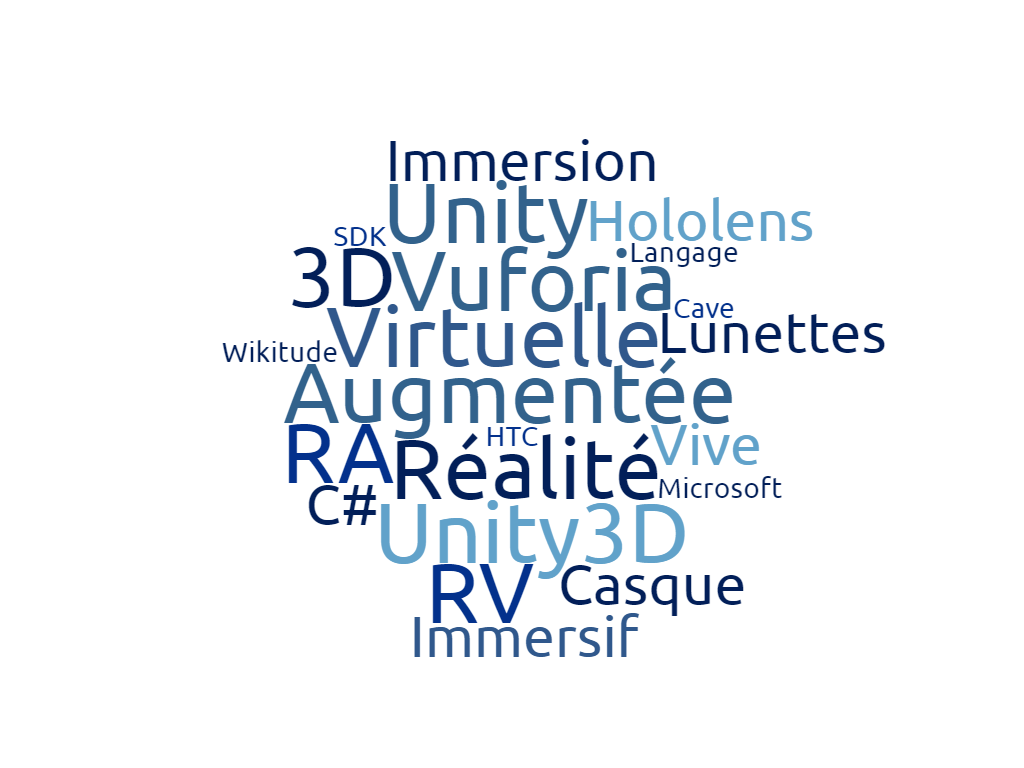 Immersion
Unity
Hololens
SDK
Langage
3D
Vuforia
Cave
Virtuelle
Lunettes
Wikitude
Augmentée
RA
HTC
Vive
Réalité
Microsoft
C#
Unity3D
RV
Casque
Immersif